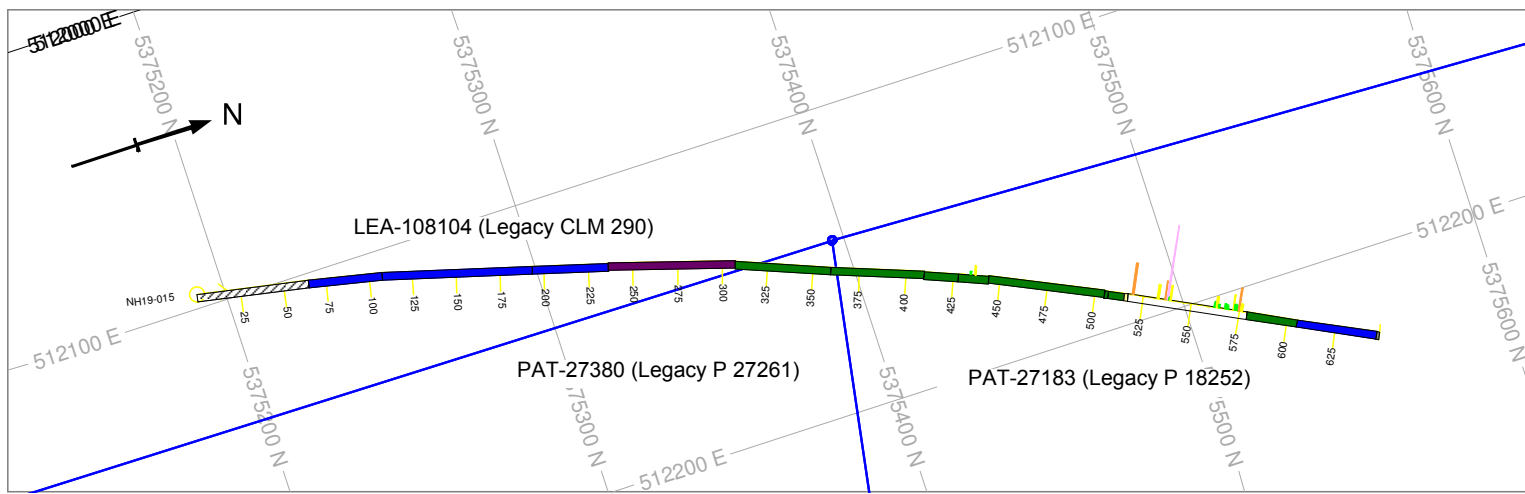 512000 E
512000 E
5375200 N
5375300 N
5375400 N
512100 E
5375500 N
5375600 N
N
LEA-108104 (Legacy CLM 290)
512200 E
NH19-015
25
50
75
100
125
150
175
200
225
250
275
300
325
350
375
400
425
450
475
500
525
550
575
600
625
512100 E
5375200 N
PAT-27380 (Legacy P 27261)
5375300 N
PAT-27183 (Legacy P 18252)
5375400 N
5375500 N
5375600 N
512200 E